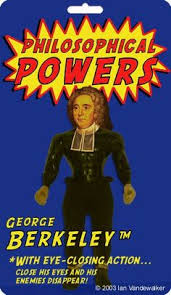 PHILOSOPHICAL
POWERS
GEORGE
BERKELEY™
*WITH EYE-CLOSING ACTION...
CLOSE HIS EYES AND HIS
ENEMIES DISAPPEAR!
© 2003 Ian Vandewalker